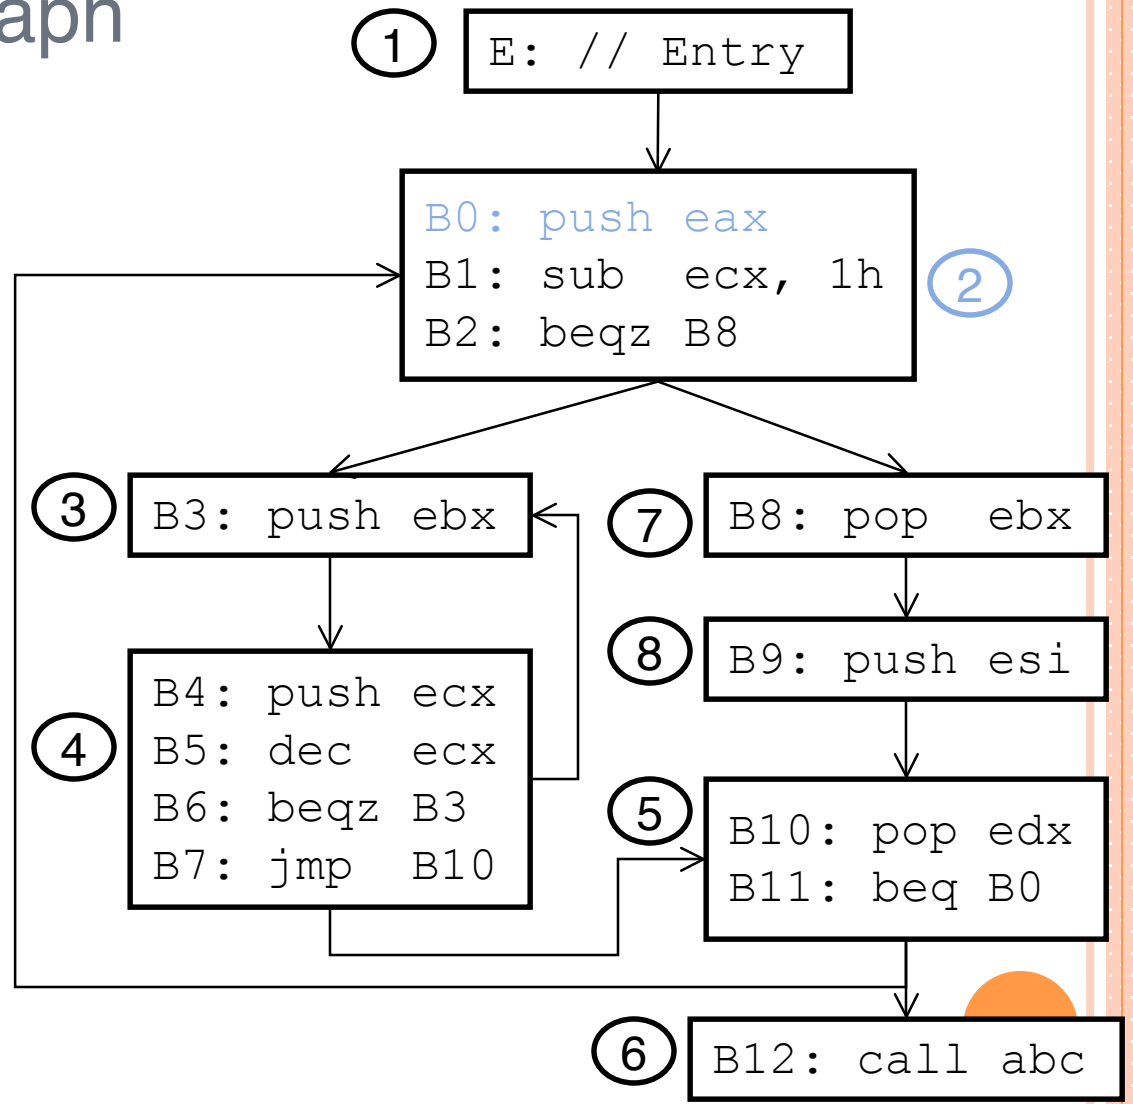 1
E: // Entry
B0: push eax
B1: sub ecx, 1h
B2: beqz B8
2
3
B3: push ebx
7
B8: pop ebx
8
B9: push esi
4
B4: push ecx
B5: dec ecx
B6: beqz B3
B7: jmp B10
5
B10: pop edx
B11: beq B0
6
B12: call abc